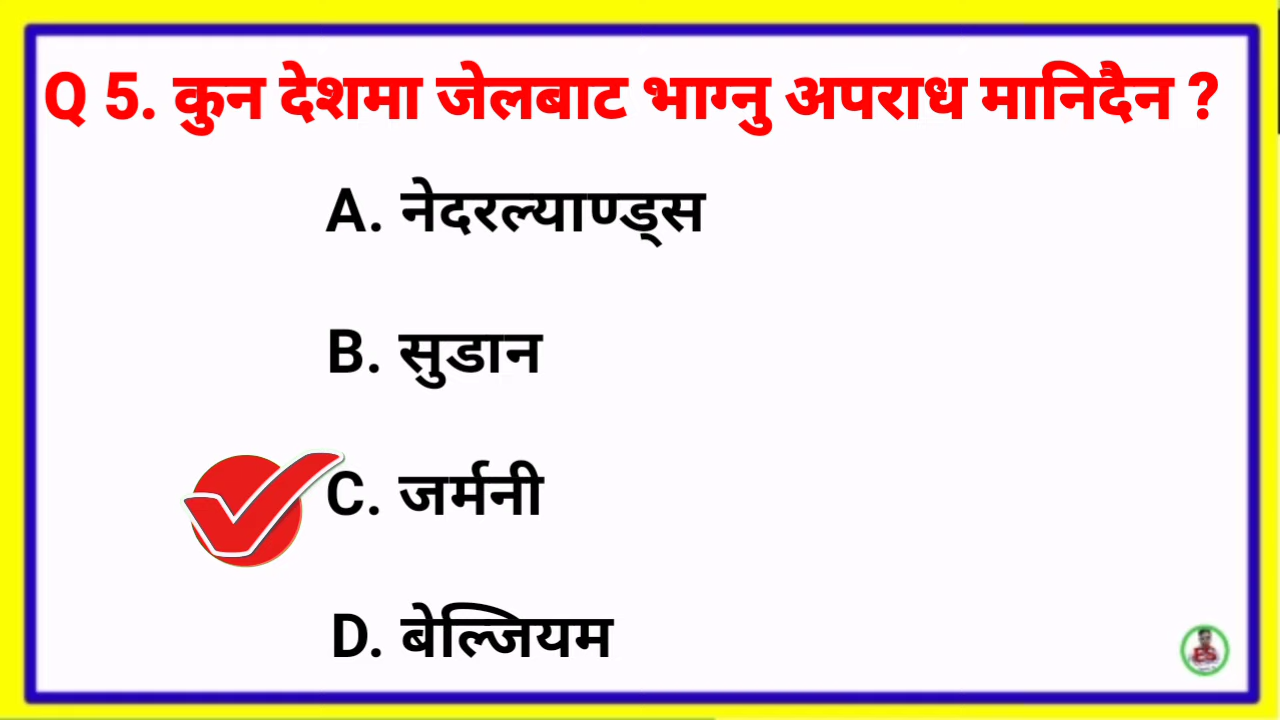 Q 5. कुन देशमा जेलबाट भाग्नु अपराध मानिदैन ?
A. नेदरल्याण्ड्स
B. सुडान
C. जर्मनी
D. बेल्जियम